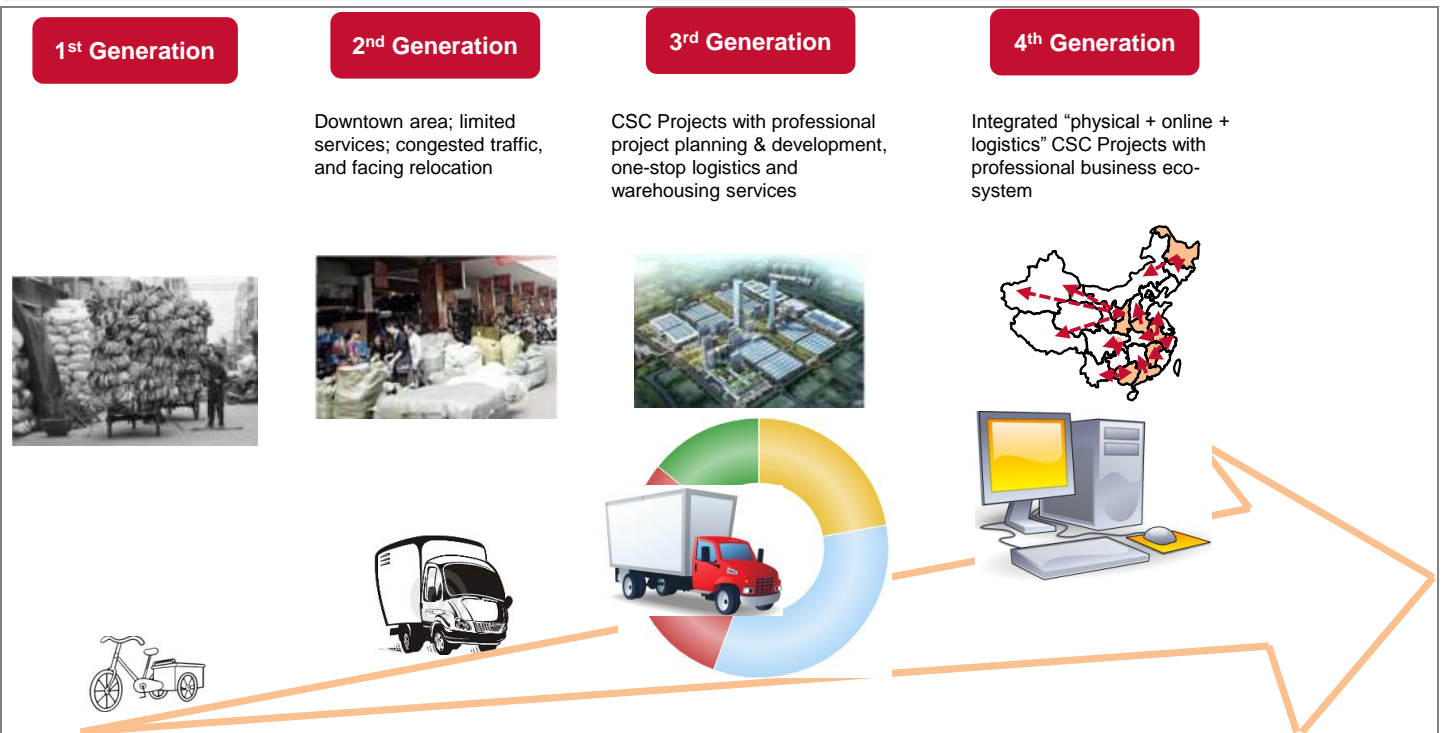 1st Generation
2nd Generation
3rd Generation
4th Generation
Downtown area; limited
services; congested traffic,
and facing relocation
CSC Projects with professional
project planning & development,
one-stop logistics and
warehousing services
Integrated “physical + online +
logistics” CSC Projects with
professional business eco-
system